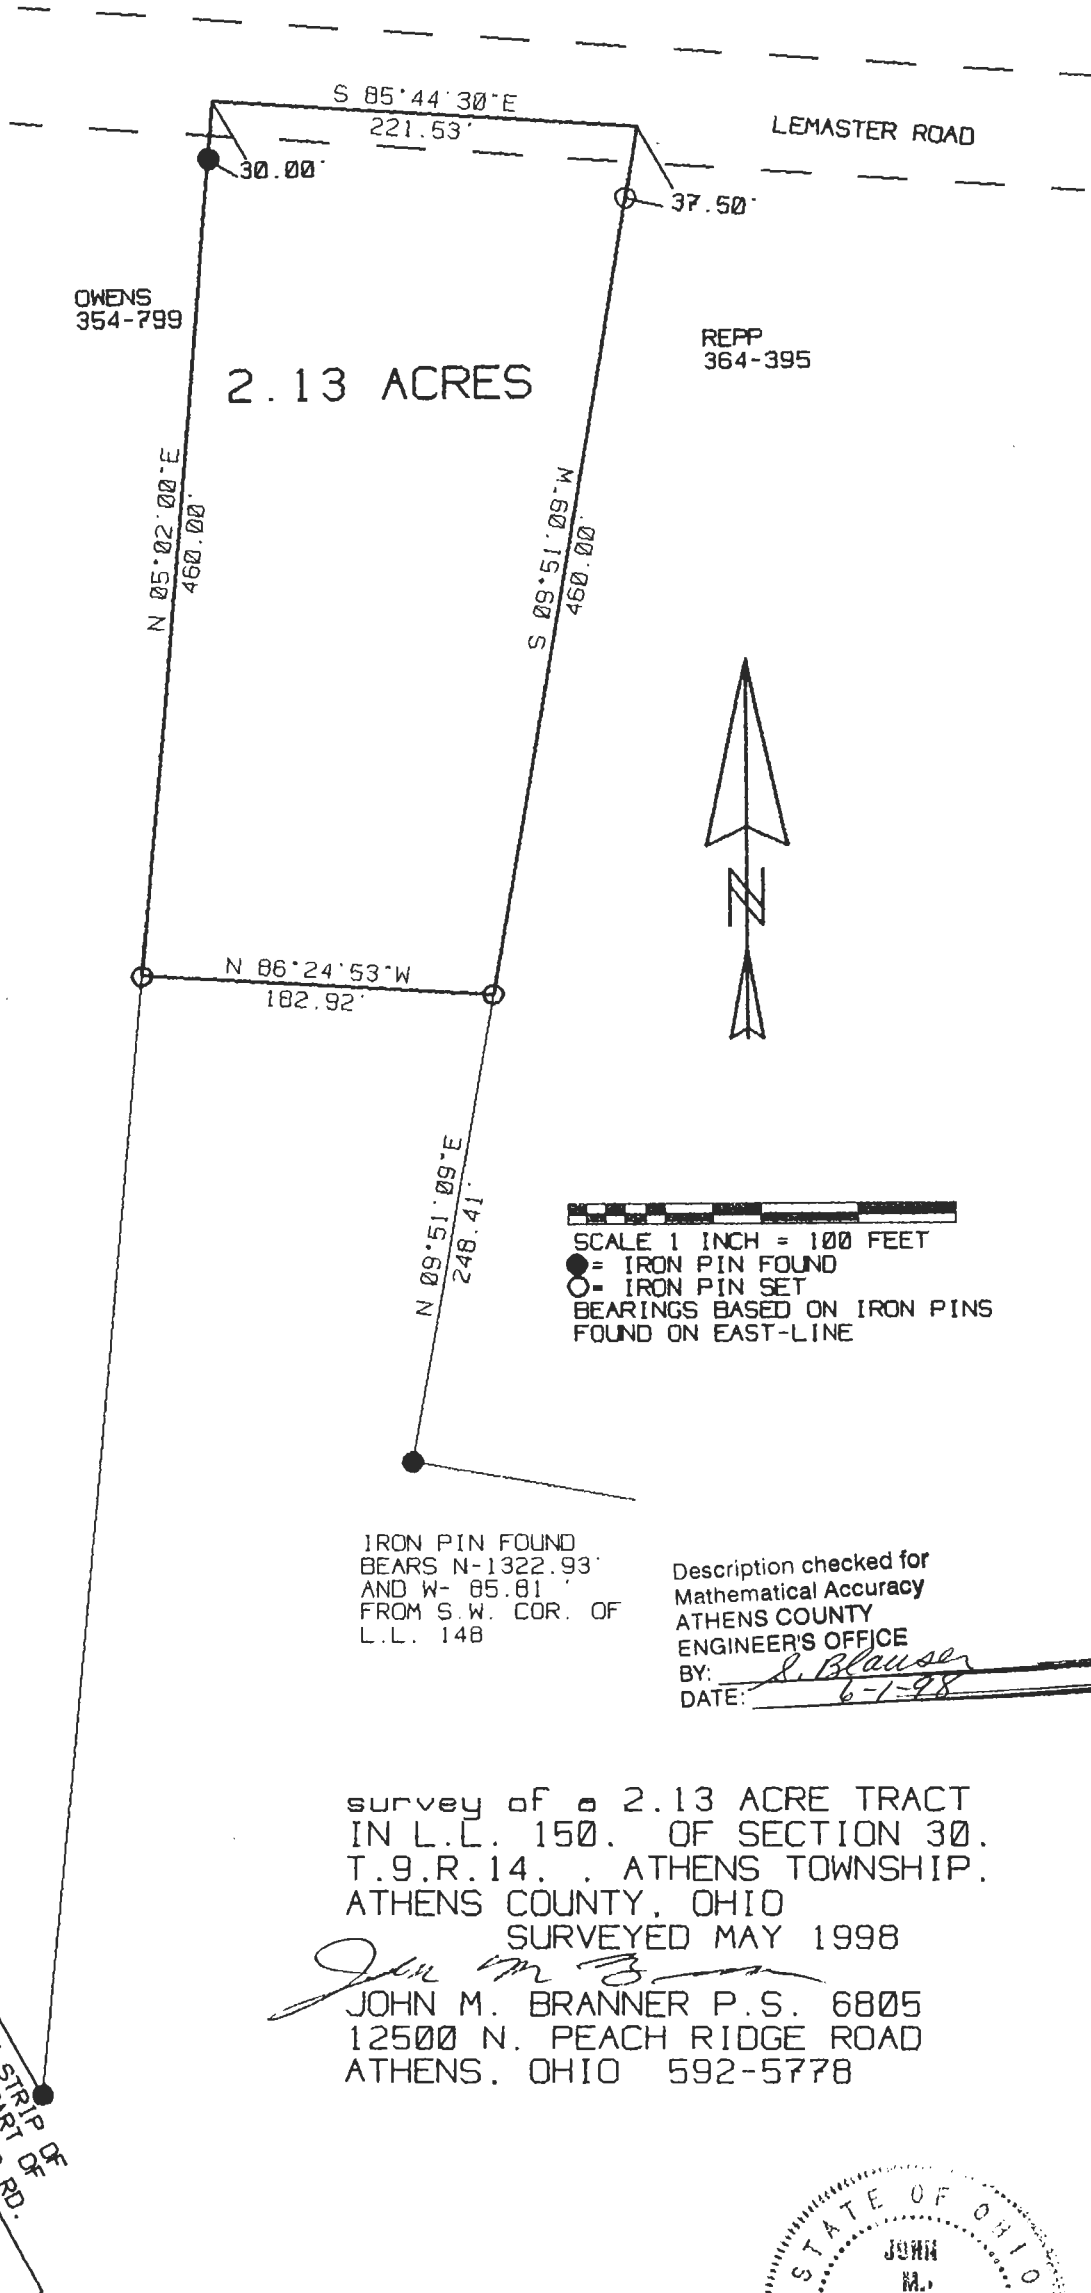 S 85°44'30"E
221.53'
LEMASTER ROAD
30.00'
37.50'
OWENS
354-799
REPP
364-395
2.13 ACRES
N 05°02'00"E
460.00'
S 09°51'09"W
460.00'
N
N 86°24'53"W
182.92'
N 09°51'09"E
248.41'
SCALE 1 INCH = 100 FEET
= IRON PIN FOUND
= IRON PIN SET
BEARINGS BASED ON IRON PINS
FOUND ON EAST-LINE
IRON PIN FOUND
BEARS N-1322.93'
AND W- 85.81 '
FROM S.W. COR. OF
L.L. 148
Description checked for
Mathematical Accuracy
ATHENS COUNTY
ENGINEER'S OFFICE
BY: S. Blauser
DATE: 6-1-98
survey of a 2.13 ACRE TRACT
IN L.L. 150. OF SECTION 30.
T.9.R.14. . ATHENS TOWNSHIP.
ATHENS COUNTY, OHIO
SURVEYED MAY 1998
John M B
JOHN M. BRANNER P.S. 6805
12500 N. PEACH RIDGE ROAD
ATHENS. OHIO 592-5778
STRIP OF
OF
RD.
STATE OF OHIO
JOHN
M.